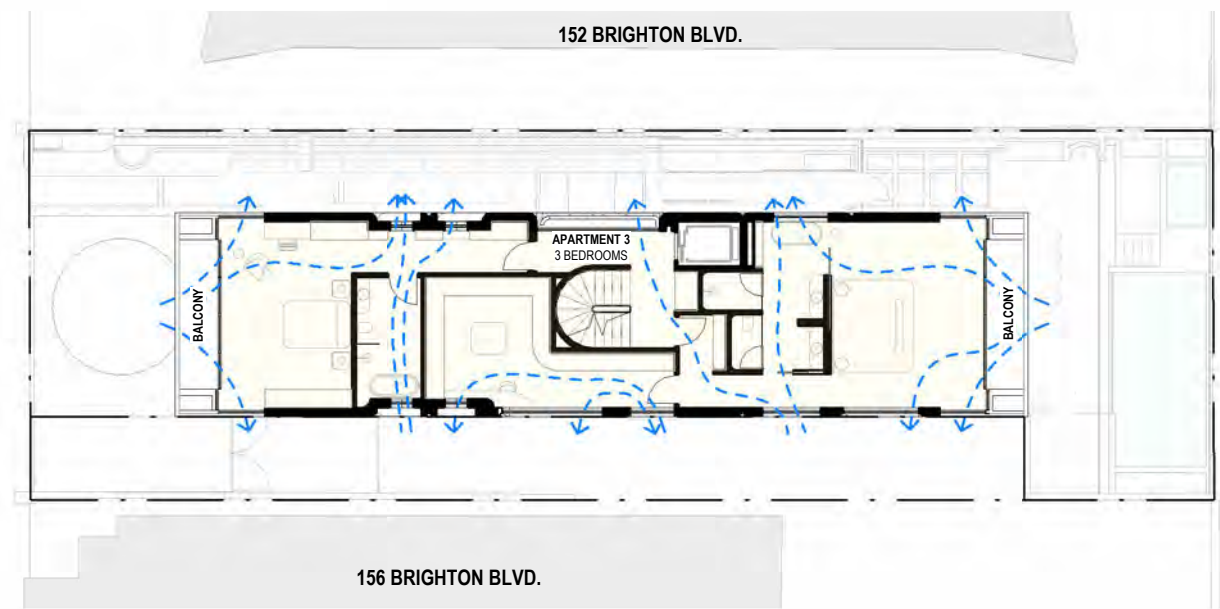 152 BRIGHTON BLVD.
APARTMENT 3
3 BEDROOMS
BALCONY
BALCONY
156 BRIGHTON BLVD.